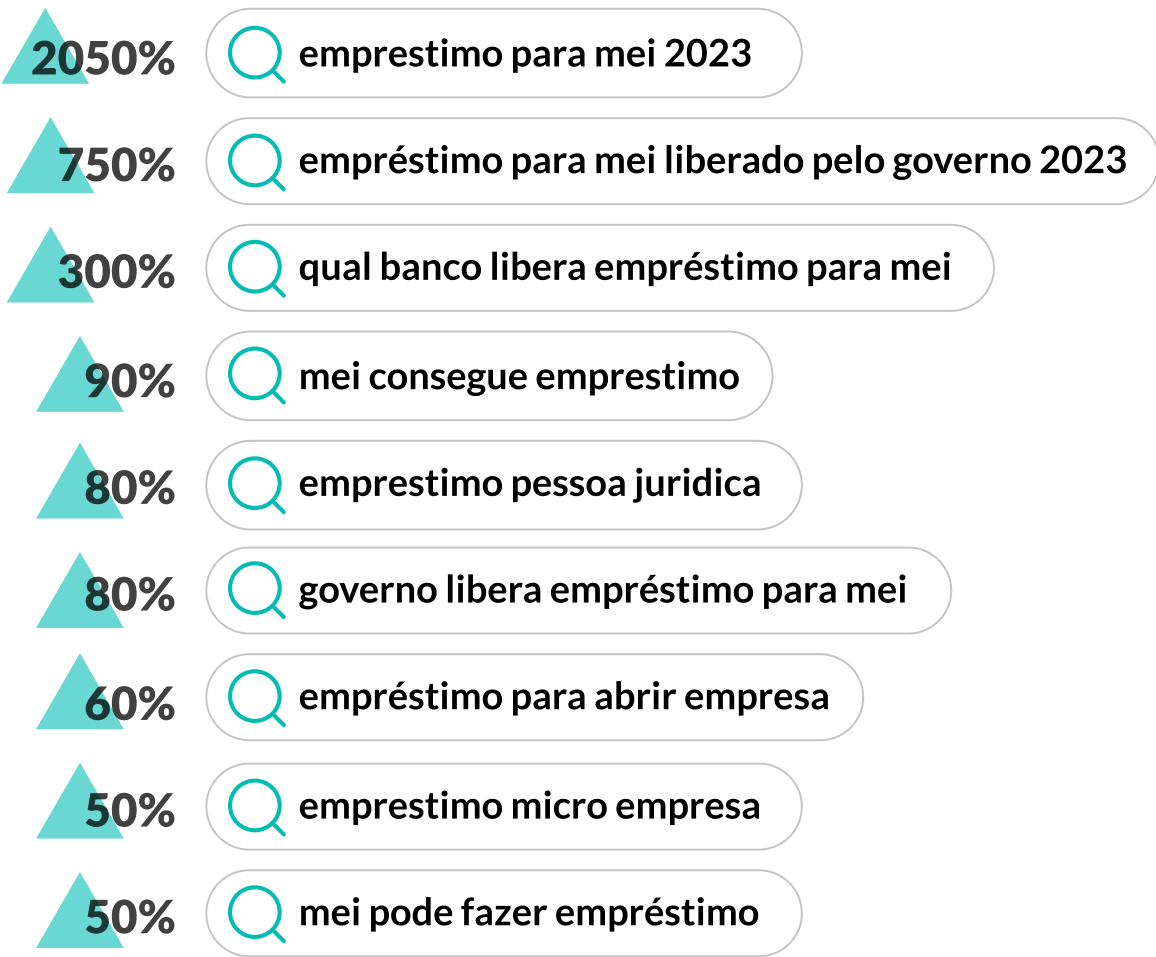 2050% emprestimo para mei 2023
750% empréstimo para mei liberado pelo governo 2023
300% qual banco libera empréstimo para mei
90% mei consegue emprestimo
80% emprestimo pessoa juridica
80% governo libera empréstimo para mei
60% empréstimo para abrir empresa
50% emprestimo micro empresa
50% mei pode fazer empréstimo